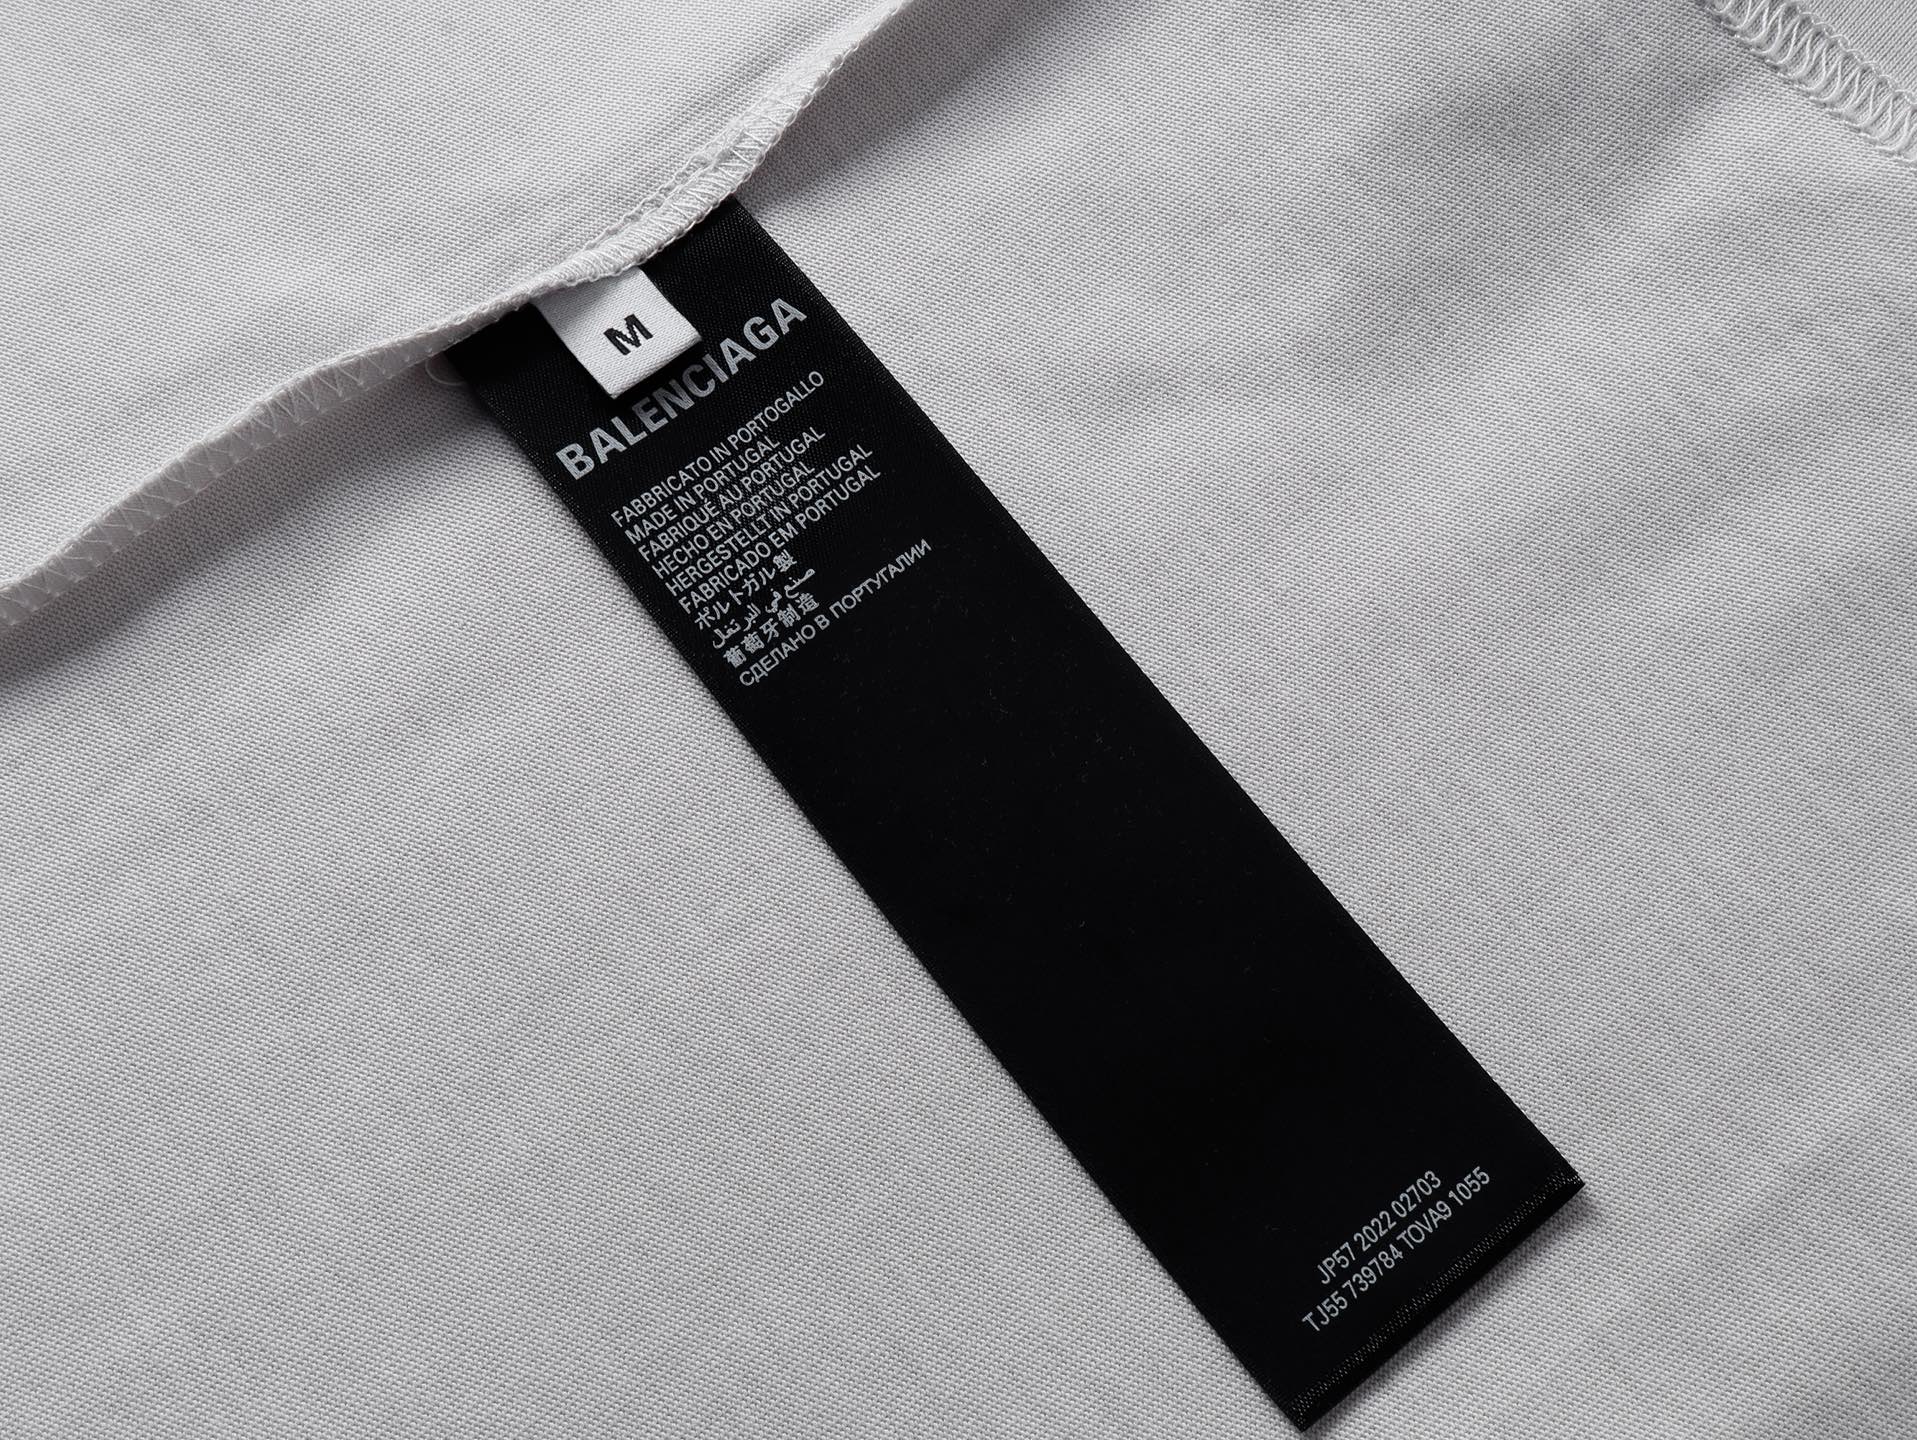 M
BALENCIAGA
FABBRICATO IN PORTOGALLO
MADE IN PORTUGAL
FABRIQUE AU PORTUGAL
HECHO EN PORTUGAL
HERGESTELLT IN PORTUGAL
FABRICADO EM PORTUGAL
ポルトガル製
صنع في البرتغال
葡萄牙制造
СДЕЛАНО В ПОРТУГАЛИИ
JP57 2022 02703
TJ55 739784 TOVA9 1055